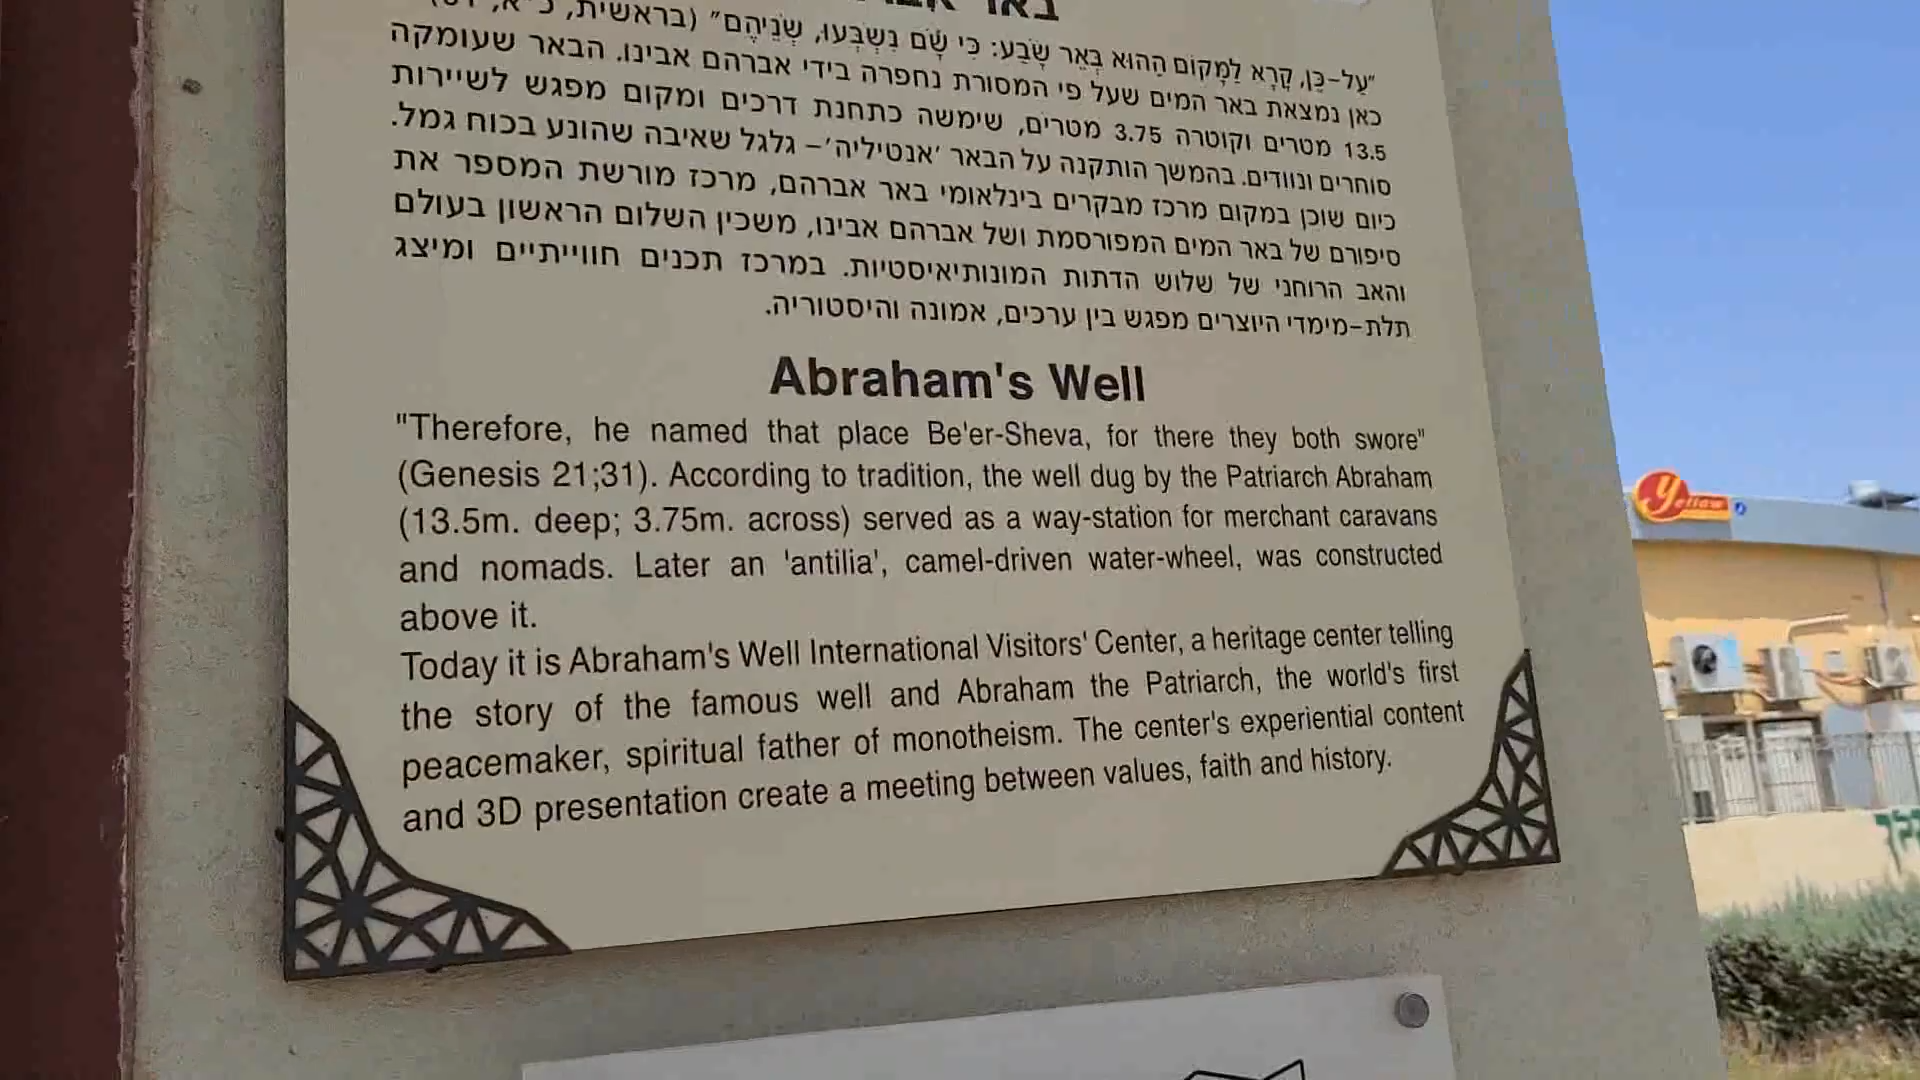 באר
"עַל-כֵּן, קָרָא לַמָּקוֹם הַהוּא בְּאֵר שָׁבַע: כִּי שָׁם נִשְׁבְּעוּ, שְׁנֵיהֶם" (בראשית,
כאן נמצאת באר המים שעל פי המסורת נחפרה בידי אברהם אבינו. הבאר שעומקה
13.5 מטרים וקוטרה 3.75 מטרים, שימשה כתחנת דרכים ומקום מפגש לשיירות
סוחרים ונוודים. בהמשך הותקנה על הבאר 'אנטיליה'- גלגל שאיבה שהונע בכוח גמל.
כיום שוכן במקום מרכז מבקרים בינלאומי באר אברהם, מרכז מורשת המספר את
סיפורם של באר המים המפורסמת ושל אברהם אבינו, משכין השלום הראשון בעולם
והאב הרוחני של שלוש הדתות המונותיאיסטיות. במרכז תכנים חווייתיים ומיצג
תלת-מימדי היוצרים מפגש בין ערכים, אמונה והיסטוריה.
Abraham's Well
"Therefore, he named that place Be'er-Sheva, for there they both swore"
(Genesis 21;31). According to tradition, the well dug by the Patriarch Abraham
(13.5m. deep; 3.75m. across) served as a way-station for merchant caravans
and nomads. Later an 'antilia', camel-driven water-wheel, was constructed
above it.
Today it is Abraham's Well International Visitors' Center, a heritage center telling
the story of the famous well and Abraham the Patriarch, the world's first
peacemaker, spiritual father of monotheism. The center's experiential content
and 3D presentation create a meeting between values, faith and history.
Yellow